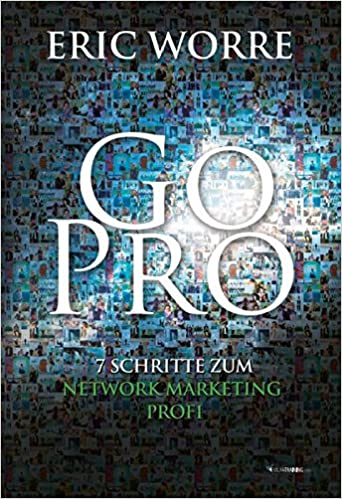 ERIC WORRE
GO
PRO
7 SCHRITTE ZUM
NETWORK MARKETING
PROFI